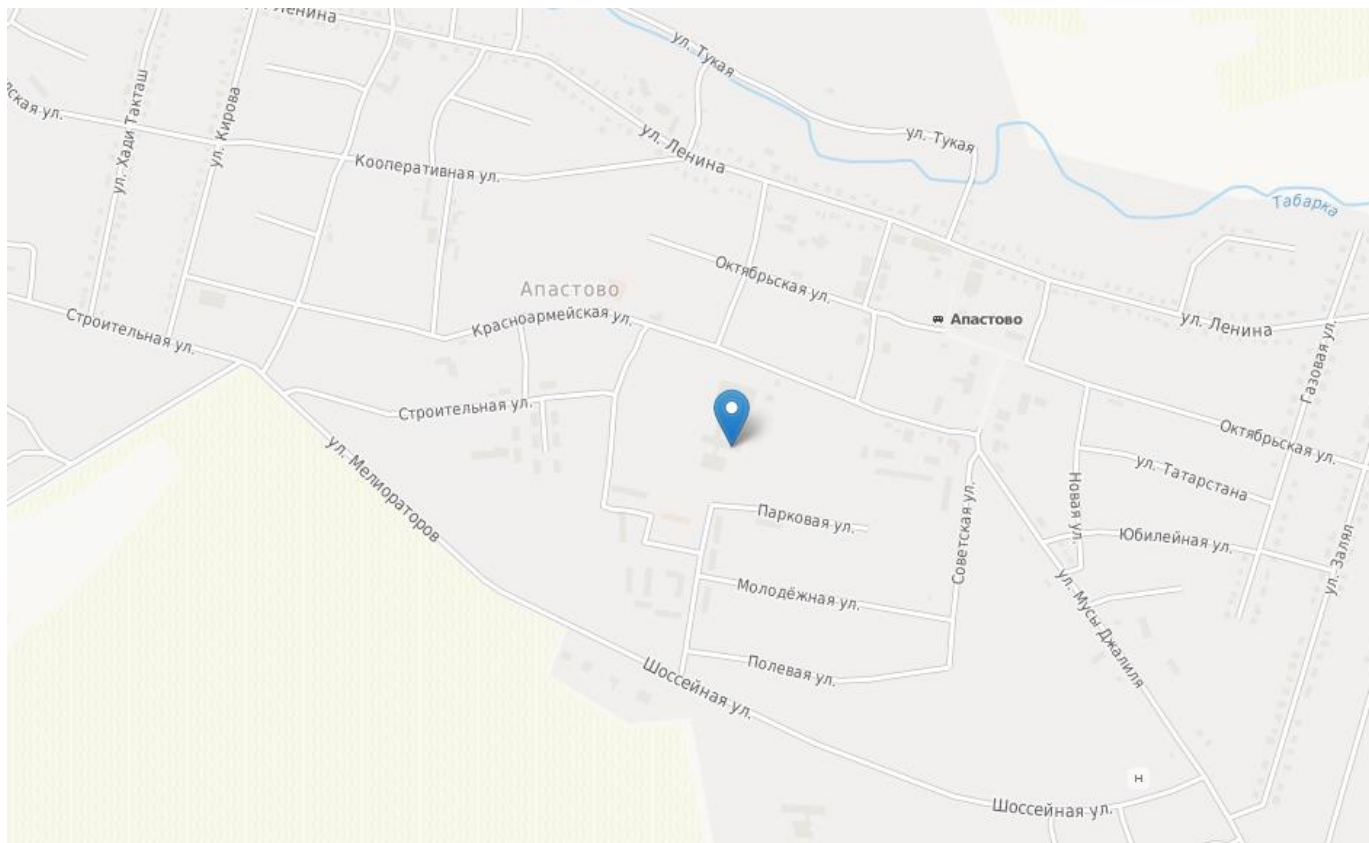 ул. Ленина
ул. Тукая
ул. Хади Такташ
ул. Кирова
ул.
ул. Ленина
ул. Тукая
Кооперативная ул.
Табарка
Октябрьская ул.
Апастово
Красноармейская ул.
Апастово
ул. Ленина
Газовая ул.
Строительная ул.
Строительная ул.
Октябрьская ул.
ул. Мелиораторов
ул. Татарстана
Новая ул.
Парковая ул.
Советская ул.
Юбилейная ул.
ул. Залял
Молодёжная ул.
ул. Мусы Джалиля
Полевая ул.
Шоссейная ул.
Н
Шоссейная ул.